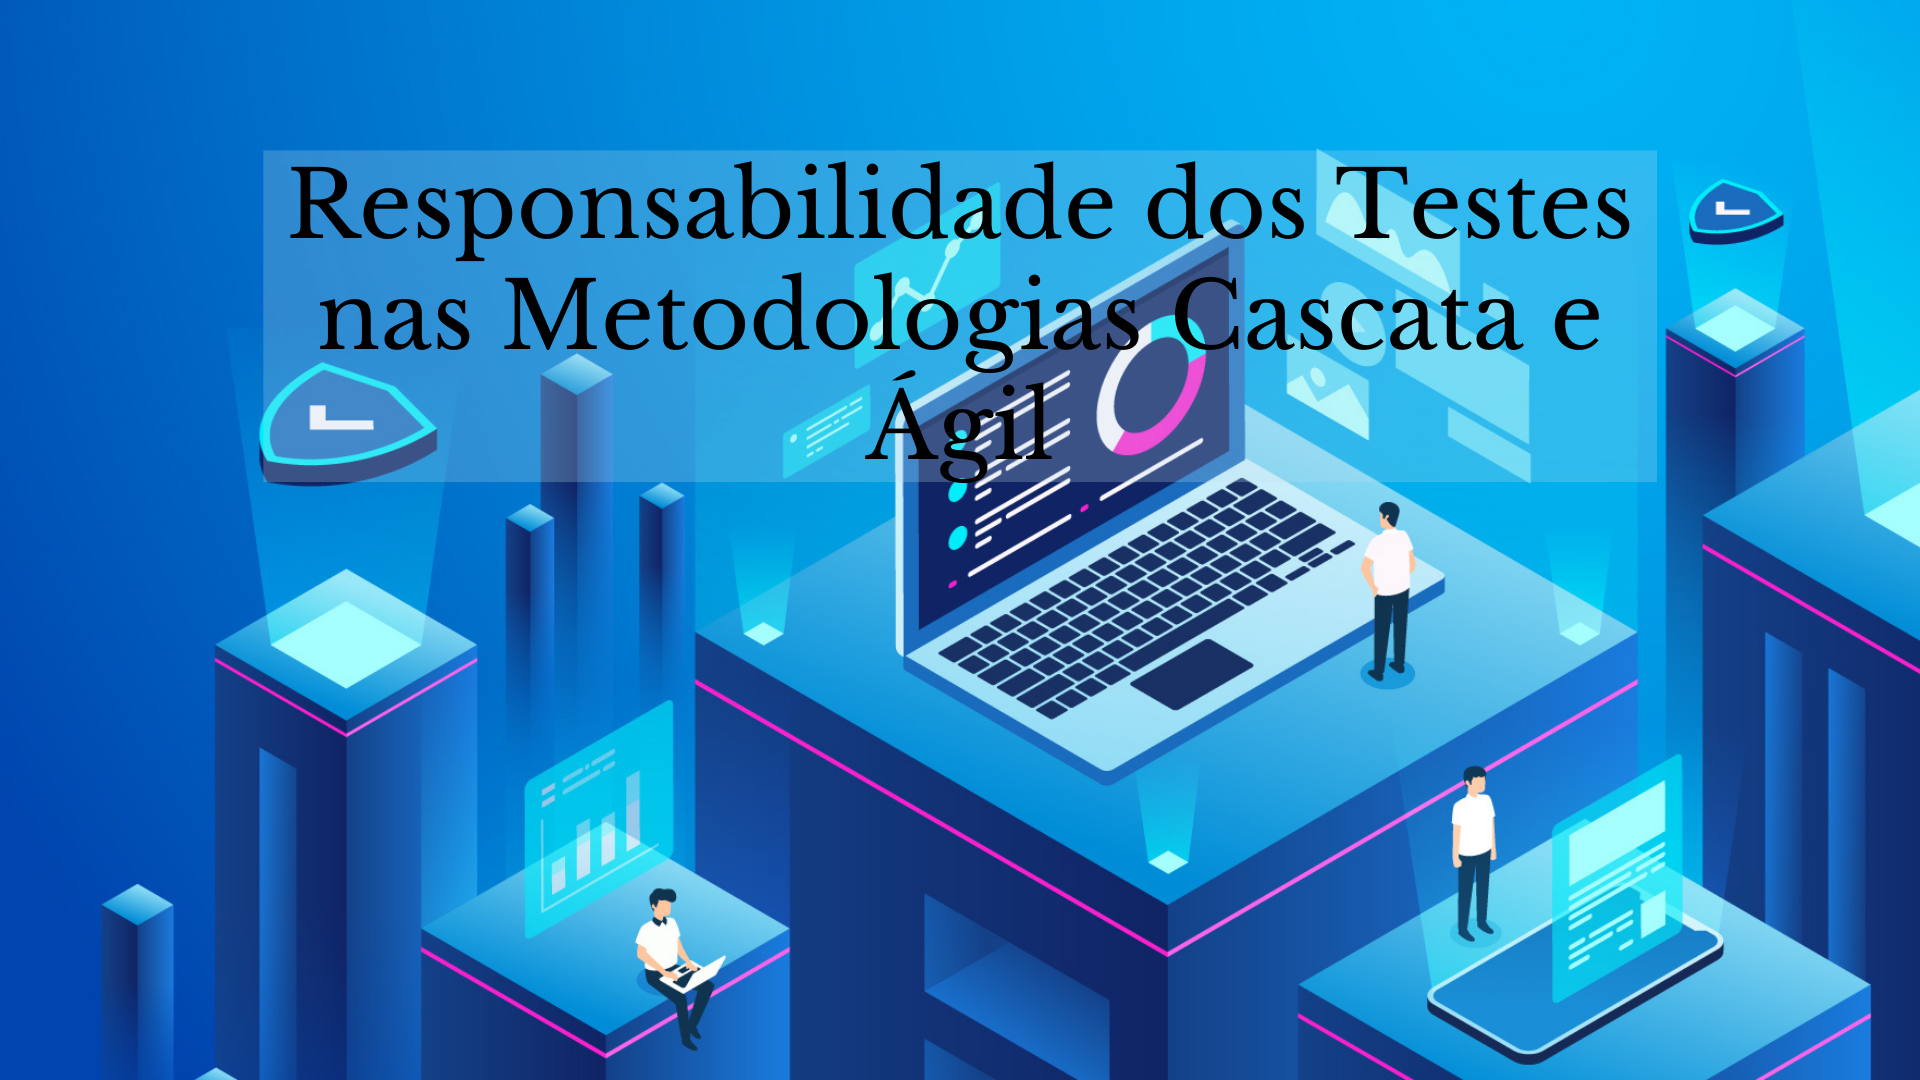 Responsabilidade dos Testes
nas Metodologias Cascata e
Ágil